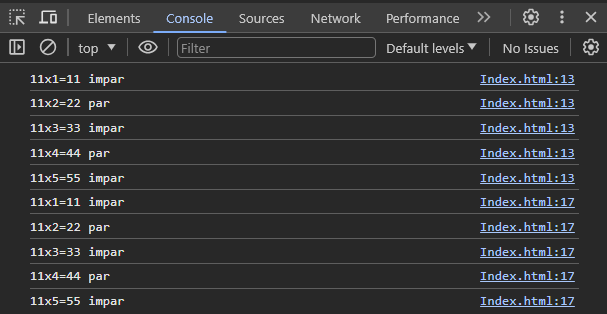 Elements Console Sources Network Performance
top Filter Default levels No Issues
11x1=11 impar Index.html:13
11x2=22 par Index.html:13
11x3=33 impar Index.html:13
11x4=44 par Index.html:13
11x5=55 impar Index.html:13
11x1=11 impar Index.html:17
11x2=22 par Index.html:17
11x3=33 impar Index.html:17
11x4=44 par Index.html:17
11x5=55 impar Index.html:17